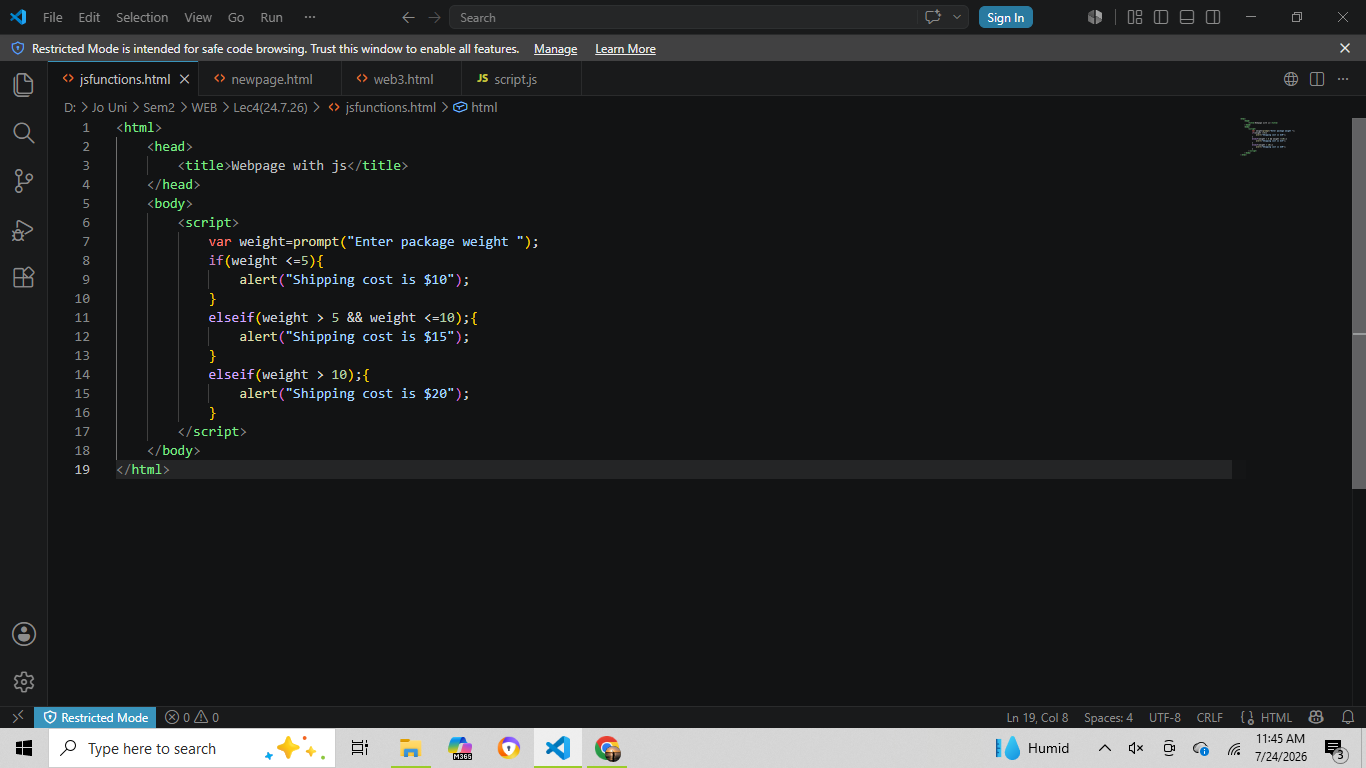 File Edit Selection View Go Run ··· Search Sign In
Restricted Mode is intended for safe code browsing. Trust this window to enable all features. Manage Learn More
jsfunctions.html newpage.html web3.html JS script.js
D: > Jo Uni > Sem2 > WEB > Lec4(24.7.26) > jsfunctions.html > html
1 <html>
2 <head>
3 <title>Webpage with js</title>
4 </head>
5 <body>
6 <script>
7 var weight=prompt("Enter package weight ");
8 if(weight <=5){
9 alert("Shipping cost is $10");
10 }
11 elseif(weight > 5 && weight <=10);{
12 alert("Shipping cost is $15");
13 }
14 elseif(weight > 10);{
15 alert("Shipping cost is $20");
16 }
17 </script>
18 </body>
19 </html>
Restricted Mode 0 0 Ln 19, Col 8 Spaces: 4 UTF-8 CRLF {} HTML
Type here to search M365 Humid 11:45 AM
7/24/2026 3